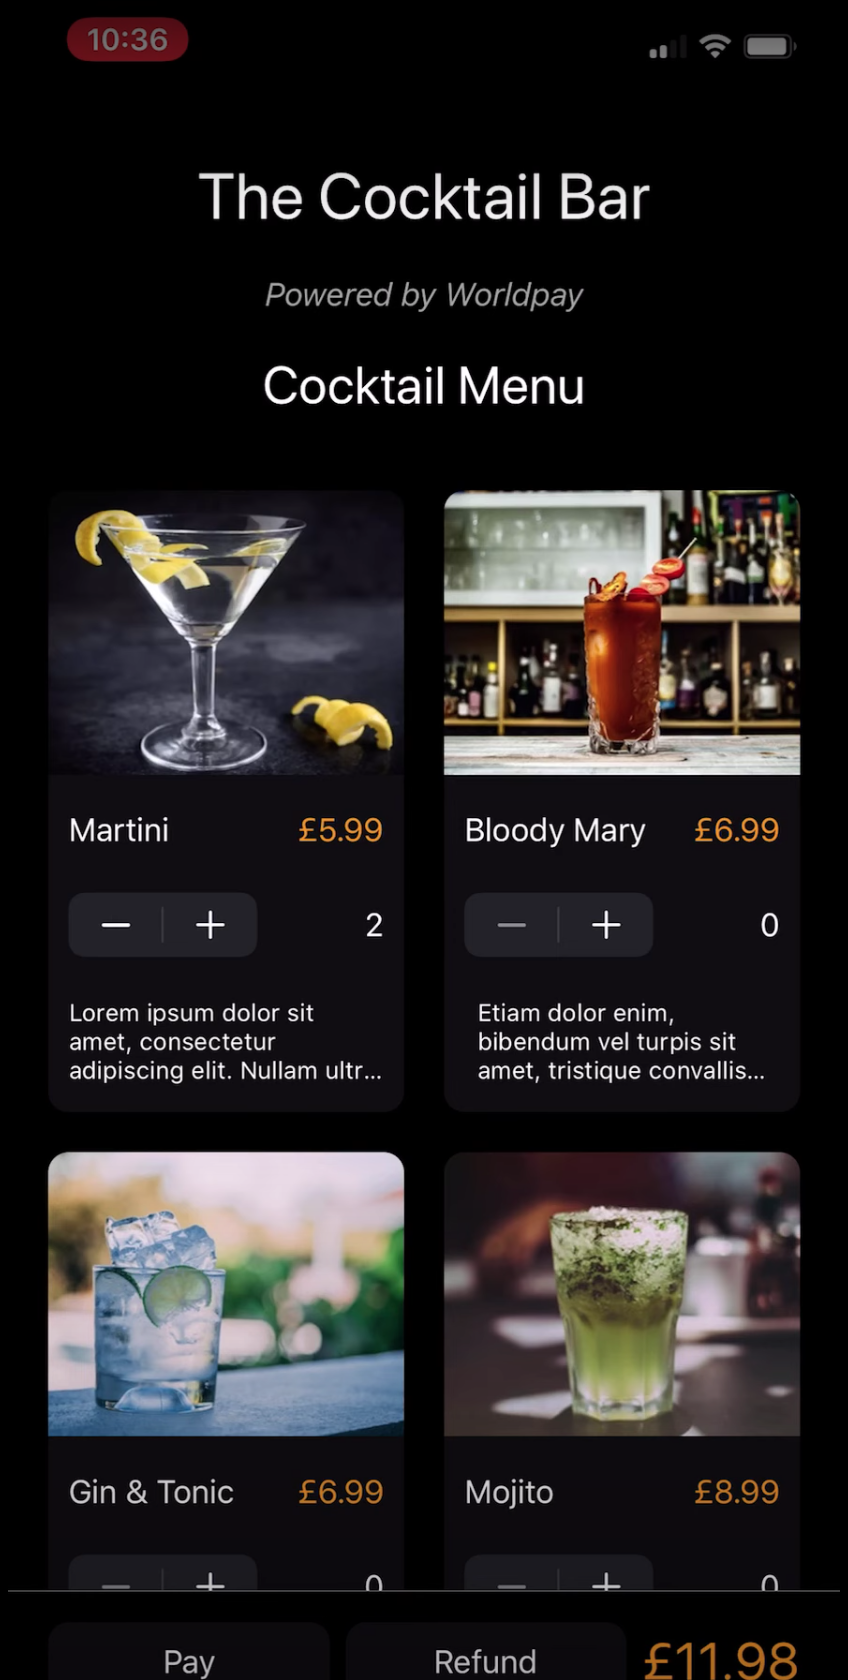 10:36
The Cocktail Bar
Powered by Worldpay
Cocktail Menu
Martini £5.99
2
Lorem ipsum dolor sit
amet, consectetur
adipiscing elit. Nullam ultr...
Bloody Mary £6.99
0
Etiam dolor enim,
bibendum vel turpis sit
amet, tristique convallis...
Gin & Tonic £6.99
0
Mojito £8.99
0
Pay
Refund
£11.98